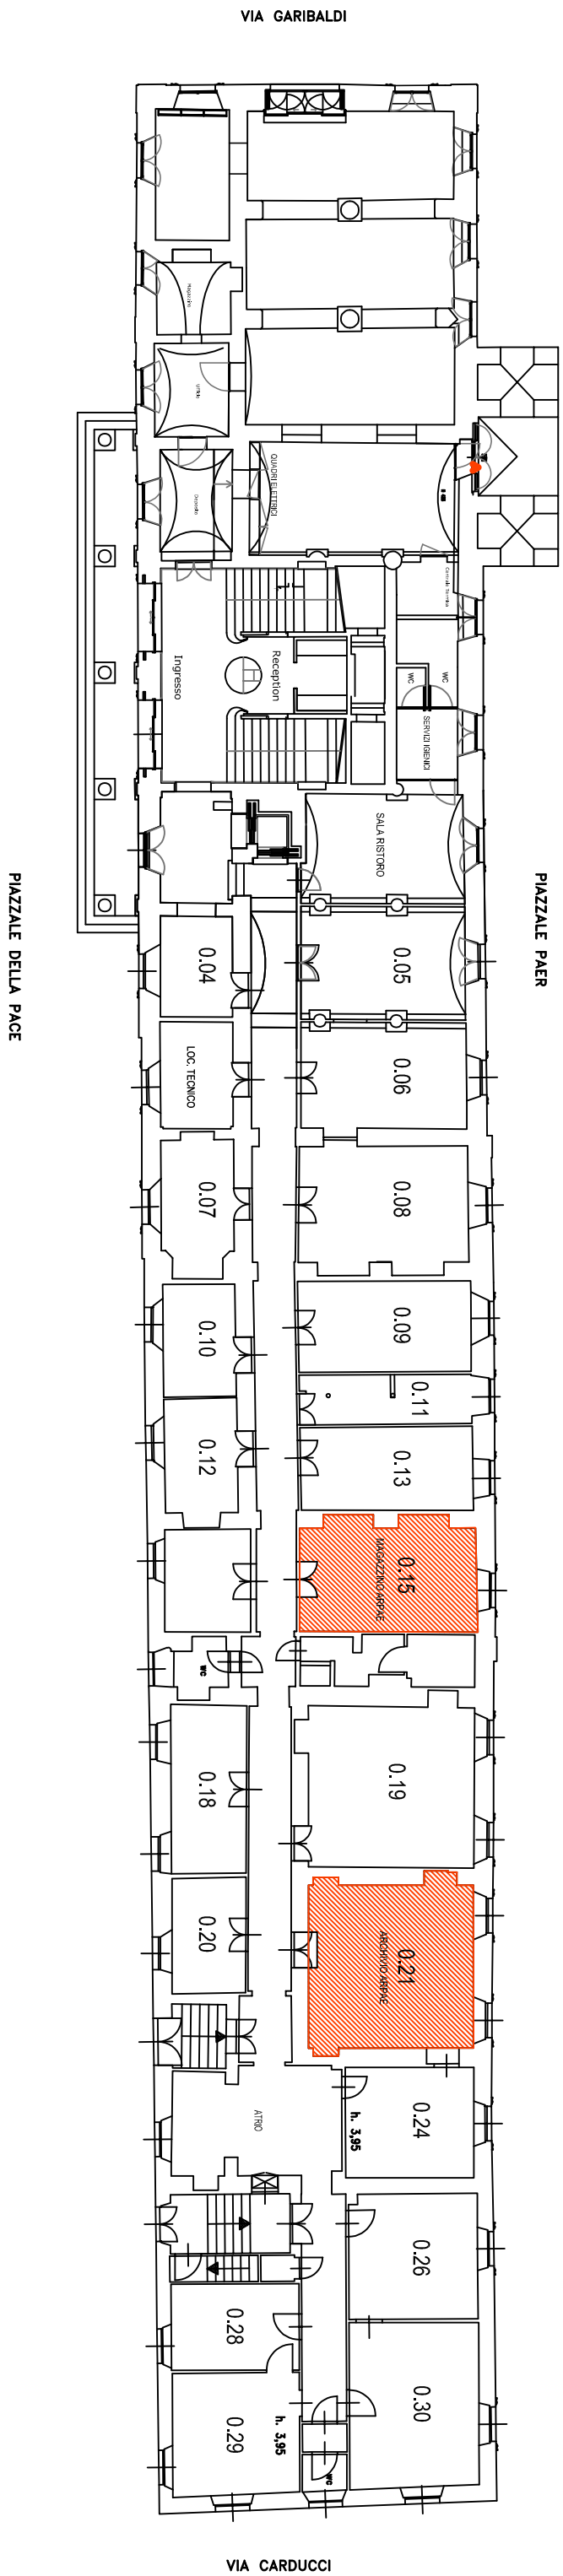 VIA GARIBALDI
Magazzino
Ufficio
Deposito
QUADRI ELETTRICI
Ingresso
Reception
WC
WC
SERVIZI IGIENICI
SALA RISTORO
PIAZZALE DELLA PACE
PIAZZALE PAER
0.04
0.05
LOC. TECNICO
0.06
0.07
0.08
0.10
0.09
0.11
0.12
0.13
0.15
MAGAZZINO ARPAE
WC
0.18
0.19
0.20
0.21
ARCHIVIO ARPAE
ATRIO
h. 3,95
0.24
0.26
0.28
0.29
h. 3,95
0.30
WC
VIA CARDUCCI